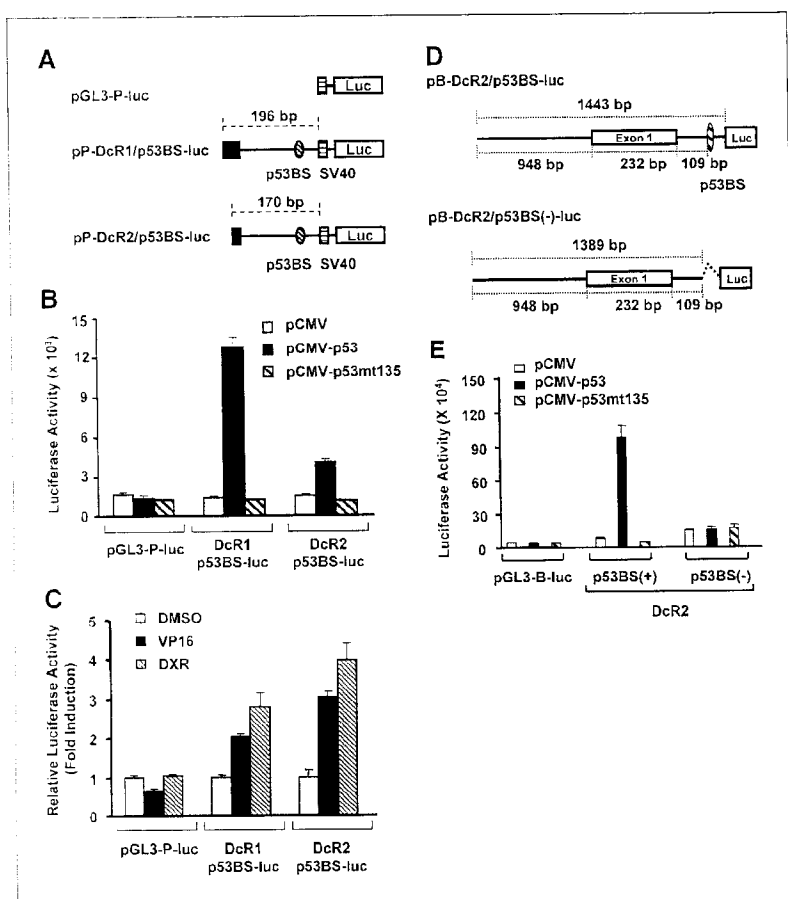 A
pGL3-P-luc
Luc
196 bp
pP-DcR1/p53BS-luc
Luc
p53BS SV40
170 bp
pP-DcR2/p53BS-luc
Luc
p53BS SV40
B
Luciferase Activity (x 10³)
15
12
9
6
3
0
pCMV
pCMV-p53
pCMV-p53mt135
pGL3-P-luc
DcR1
p53BS-luc
DcR2
p53BS-luc
C
Relative Luciferase Activity
(Fold Induction)
5
4
3
2
1
0
DMSO
VP16
DXR
pGL3-P-luc
DcR1
p53BS-luc
DcR2
p53BS-luc
D
pB-DcR2/p53BS-luc
1443 bp
Exon 1
Luc
948 bp
232 bp
109 bp
p53BS
pB-DcR2/p53BS(-)-luc
1389 bp
Exon 1
Luc
948 bp
232 bp
109 bp
E
Luciferase Activity (X 10⁴)
150
120
90
60
30
0
pCMV
pCMV-p53
pCMV-p53mt135
pGL3-B-luc
p53BS(+)
p53BS(-)
DcR2